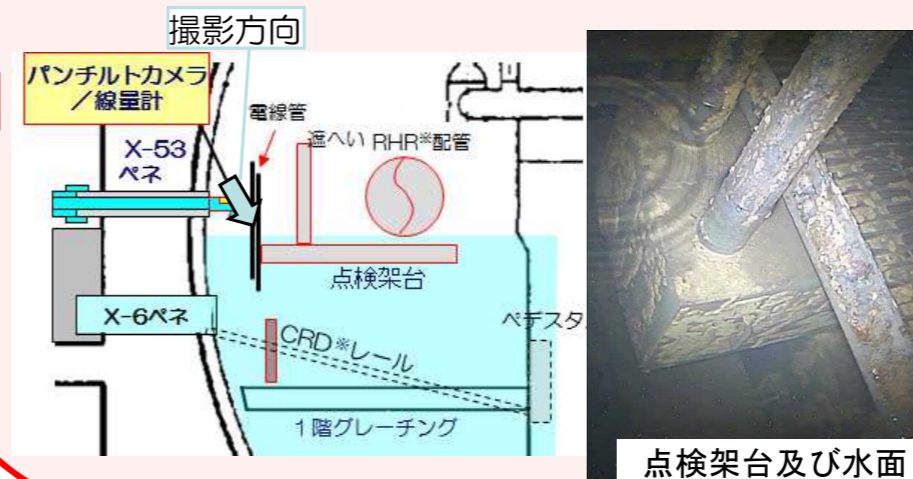 撮影方向
パンチルトカメラ
／線量計
電線管
遮へい
RHR※配管
X-53
ペネ
点検架台
X-6ペネ
ペデスタ
CRD※レール
1階グレーチング
点検架台及び水面